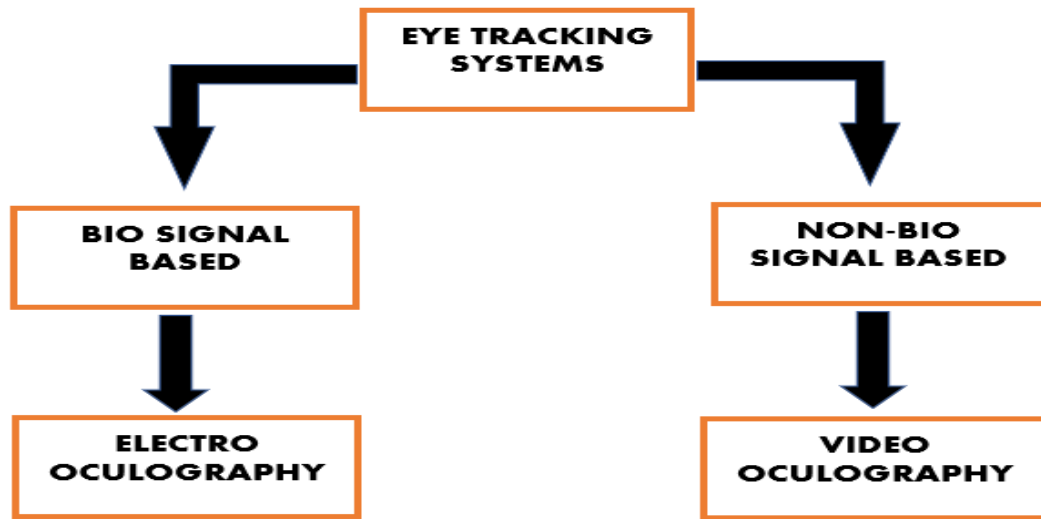 EYE TRACKING
SYSTEMS
BIO SIGNAL
BASED
NON-BIO
SIGNAL BASED
ELECTRO
OCULOGRAPHY
VIDEO
OCULOGRAPHY